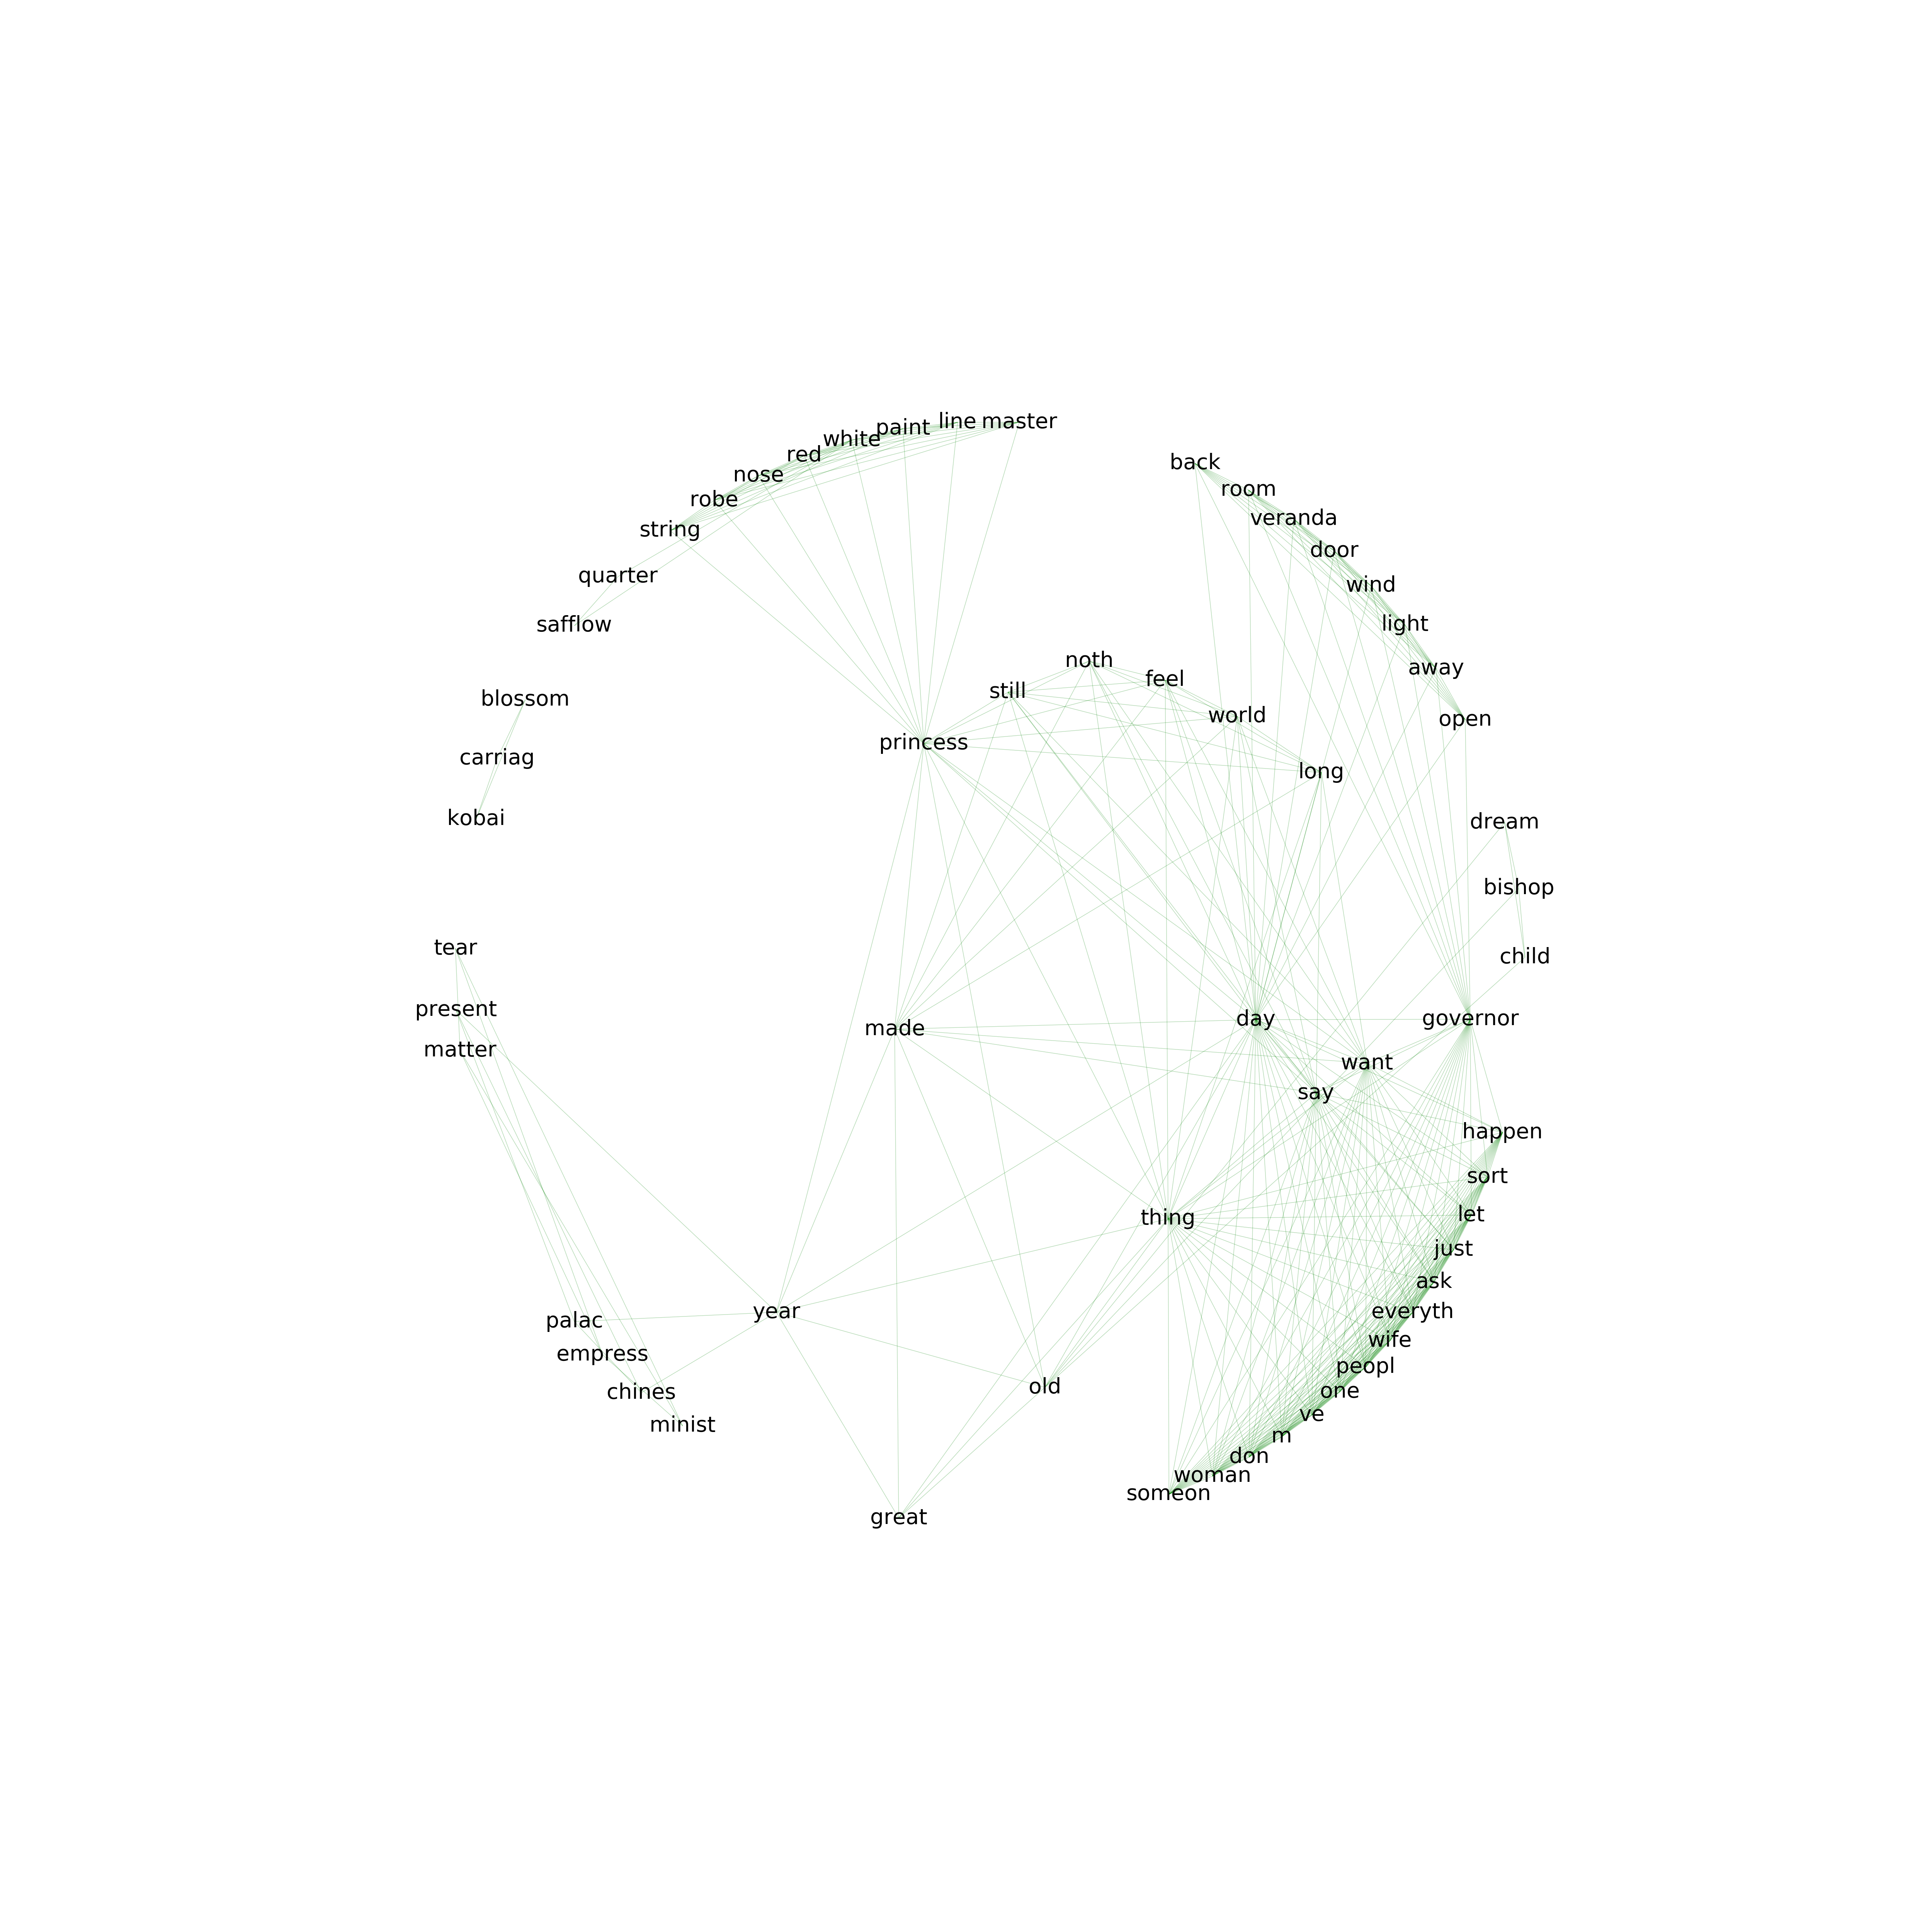 line master
paint
white
red
back
nose
room
robe
veranda
string
door
quarter
wind
safflow
light
noth
away
feel
still
blossom
world
open
princess
carriag
long
kobai
dream
bishop
tear
child
present
day
governor
made
matter
want
say
happen
sort
let
thing
just
ask
year
everyth
palac
wife
empress
peopl
old
chines
one
ve
minist
m
don
woman
someon
great